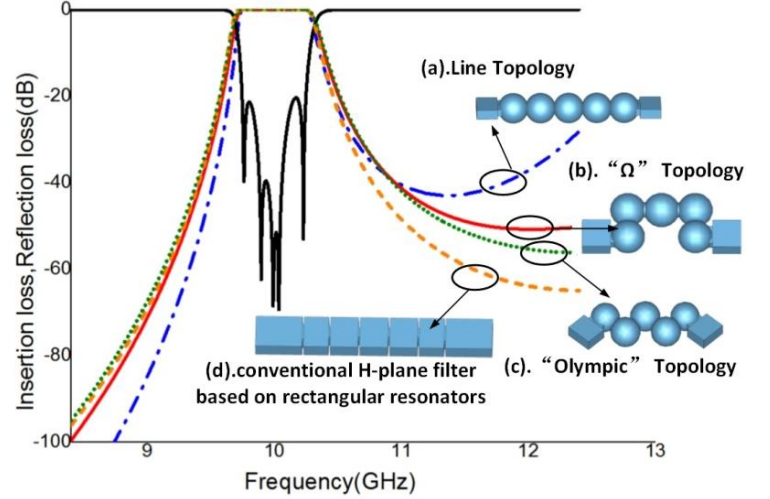 Insertion loss,Reflection loss(dB)
0
-20
-40
-60
-80
-100
9
10
11
12
13
Frequency(GHz)
(a).Line Topology
(b). “Ω” Topology
(c). “Olympic” Topology
(d).conventional H-plane filter
based on rectangular resonators